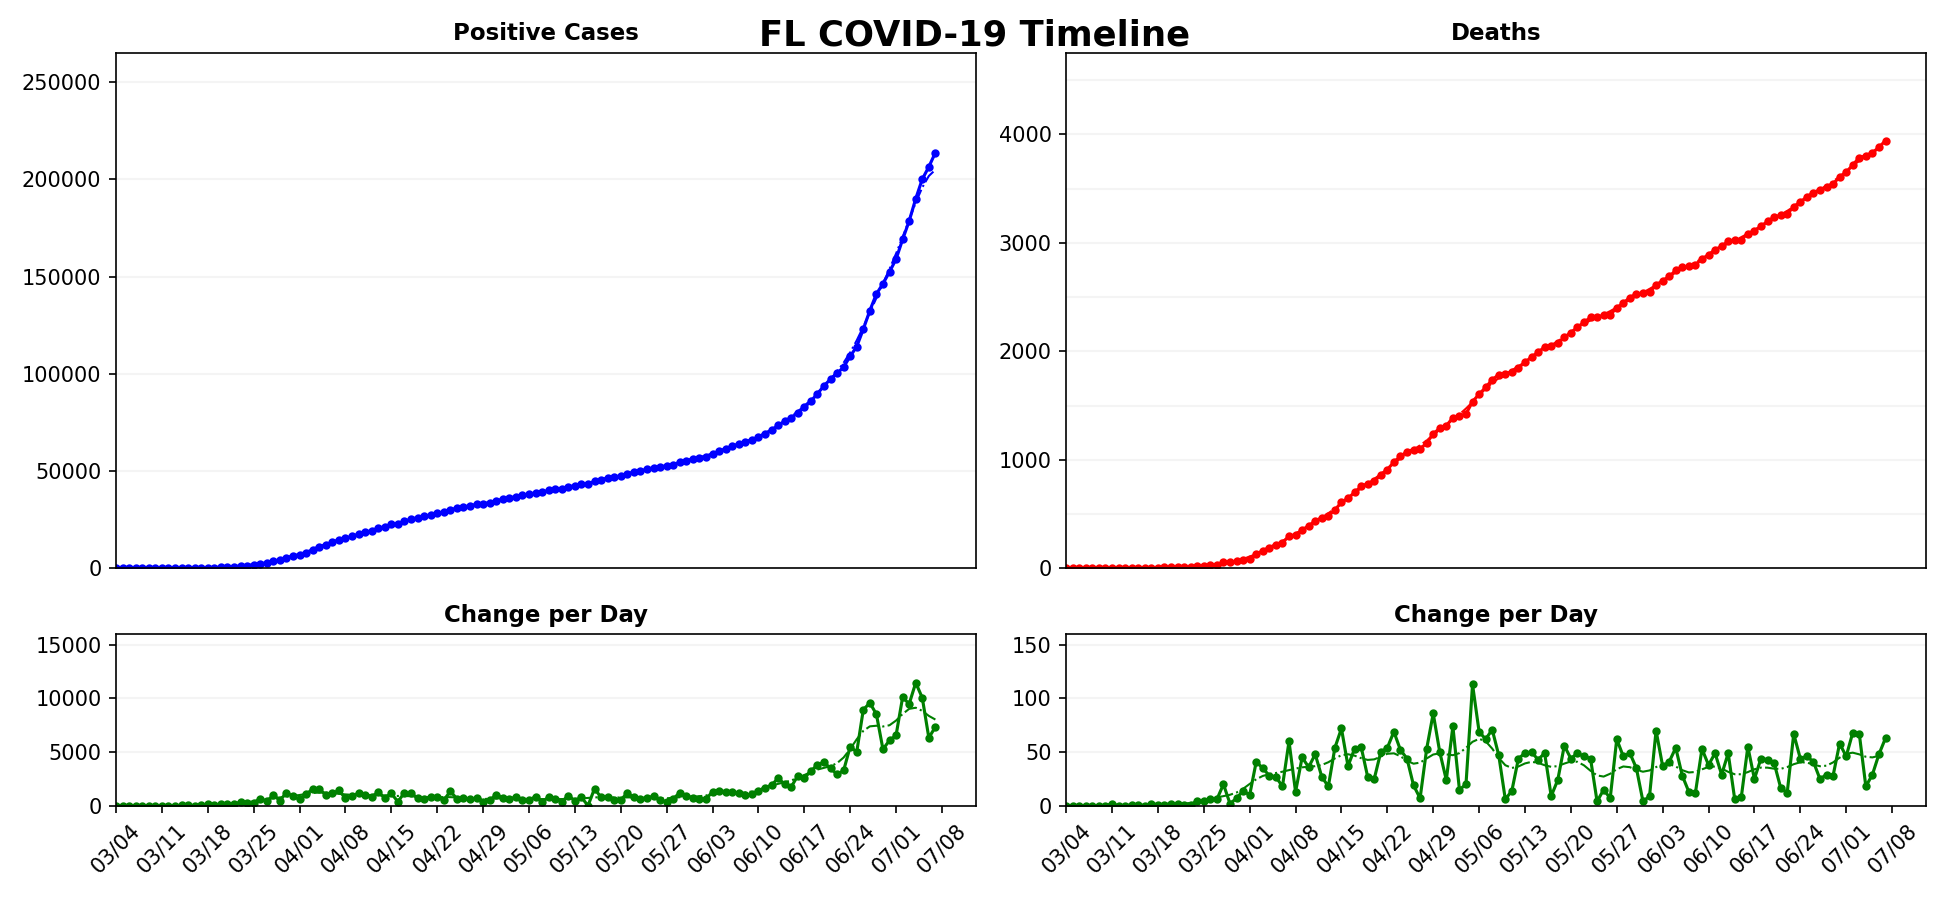 FL COVID-19 Timeline
Positive Cases
Deaths
250000
200000
150000
100000
50000
0
4000
3000
2000
1000
0
Change per Day
Change per Day
15000
10000
5000
0
150
100
50
0
03/04 03/11 03/18 03/25 04/01 04/08 04/15 04/22 04/29 05/06 05/13 05/20 05/27 06/03 06/10 06/17 06/24 07/01 07/08
03/04 03/11 03/18 03/25 04/01 04/08 04/15 04/22 04/29 05/06 05/13 05/20 05/27 06/03 06/10 06/17 06/24 07/01 07/08